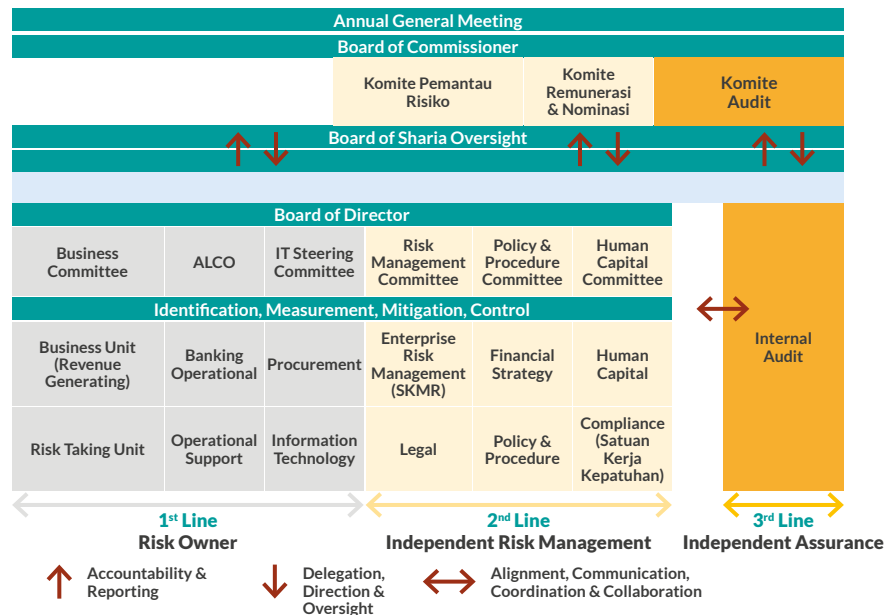 Annual General Meeting
Board of Commissioner
Komite Pemantau
Risiko
Komite
Remunerasi
& Nominasi
Komite
Audit
Board of Sharia Oversight
Board of Director
Business
Committee
ALCO
IT Steering
Committee
Risk
Management
Committee
Policy &
Procedure
Committee
Human
Capital
Committee
Identification, Measurement, Mitigation, Control
Business Unit
(Revenue
Generating)
Banking
Operational
Procurement
Enterprise
Risk
Management
(SKMR)
Financial
Strategy
Human
Capital
Internal
Audit
Risk Taking Unit
Operational
Support
Information
Technology
Legal
Policy &
Procedure
Compliance
(Satuan
Kerja
Kepatuhan)
1st Line
Risk Owner
2nd Line
Independent Risk Management
3rd Line
Independent Assurance
Accountability &
Reporting
Delegation,
Direction &
Oversight
Alignment, Communication,
Coordination & Collaboration